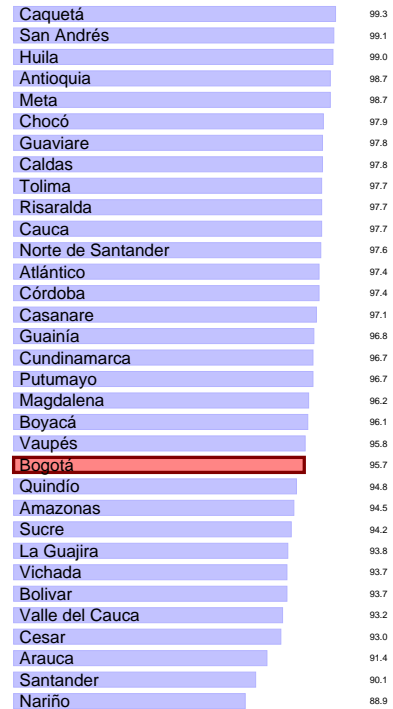 Caquetá 99.3
San Andrés 99.1
Huila 99.0
Antioquia 98.7
Meta 98.7
Chocó 97.9
Guaviare 97.8
Caldas 97.8
Tolima 97.7
Risaralda 97.7
Cauca 97.7
Norte de Santander 97.6
Atlántico 97.4
Córdoba 97.4
Casanare 97.1
Guainía 96.8
Cundinamarca 96.7
Putumayo 96.7
Magdalena 96.2
Boyacá 96.1
Vaupés 95.8
Bogotá 95.7
Quindío 94.8
Amazonas 94.5
Sucre 94.2
La Guajira 93.8
Vichada 93.7
Bolivar 93.7
Valle del Cauca 93.2
Cesar 93.0
Arauca 91.4
Santander 90.1
Nariño 88.9